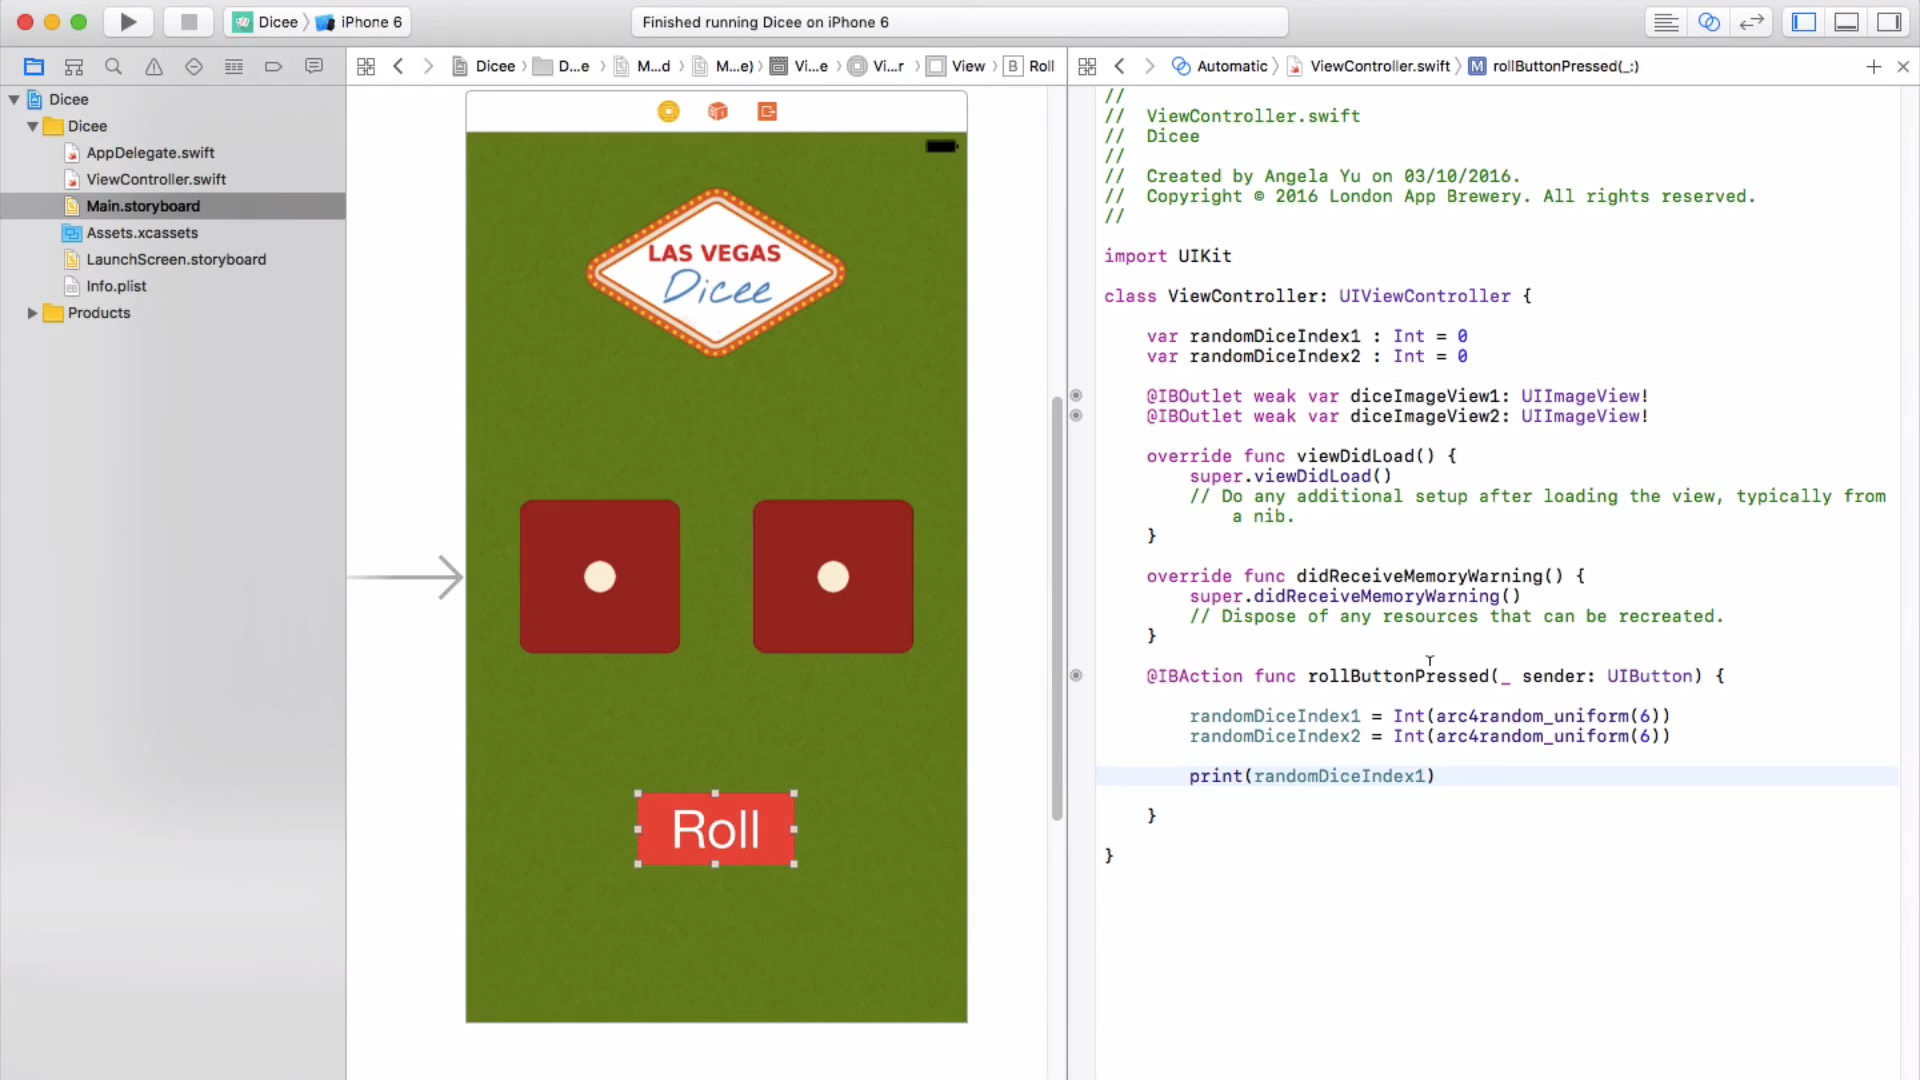 Dicee
iPhone 6
Finished running Dicee on iPhone 6
Dicee
D...e
M...d
M...e)
Vi...e
Vi...r
View
B
Roll
Automatic
ViewController.swift
M
rollButtonPressed(_:)
Dicee
Dicee
AppDelegate.swift
ViewController.swift
Main.storyboard
Assets.xcassets
LaunchScreen.storyboard
Info.plist
Products
LAS VEGAS
Dicee
Roll
//
// ViewController.swift
// Dicee
//
// Created by Angela Yu on 03/10/2016.
// Copyright © 2016 London App Brewery. All rights reserved.
//
import UIKit
class ViewController: UIViewController {
var randomDiceIndex1 : Int = 0
var randomDiceIndex2 : Int = 0
@IBOutlet weak var diceImageView1: UIImageView!
@IBOutlet weak var diceImageView2: UIImageView!
override func viewDidLoad() {
super.viewDidLoad()
// Do any additional setup after loading the view, typically from
a nib.
}
override func didReceiveMemoryWarning() {
super.didReceiveMemoryWarning()
// Dispose of any resources that can be recreated.
}
@IBAction func rollButtonPressed(_ sender: UIButton) {
randomDiceIndex1 = Int(arc4random_uniform(6))
randomDiceIndex2 = Int(arc4random_uniform(6))
print(randomDiceIndex1)
}
}